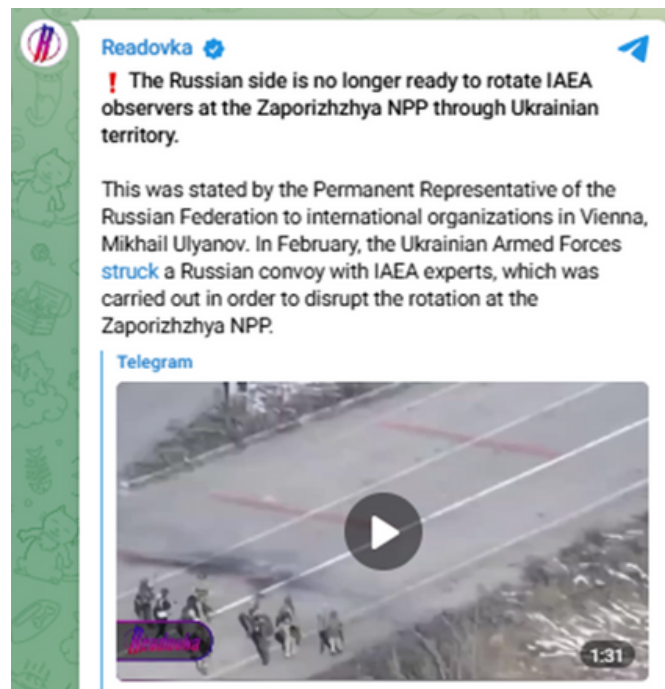 Readovka
❗ The Russian side is no longer ready to rotate IAEA
observers at the Zaporizhzhya NPP through Ukrainian
territory.
This was stated by the Permanent Representative of the
Russian Federation to international organizations in Vienna,
Mikhail Ulyanov. In February, the Ukrainian Armed Forces
struck a Russian convoy with IAEA experts, which was
carried out in order to disrupt the rotation at the
Zaporizhzhya NPP.
Telegram
Readovka
1:31